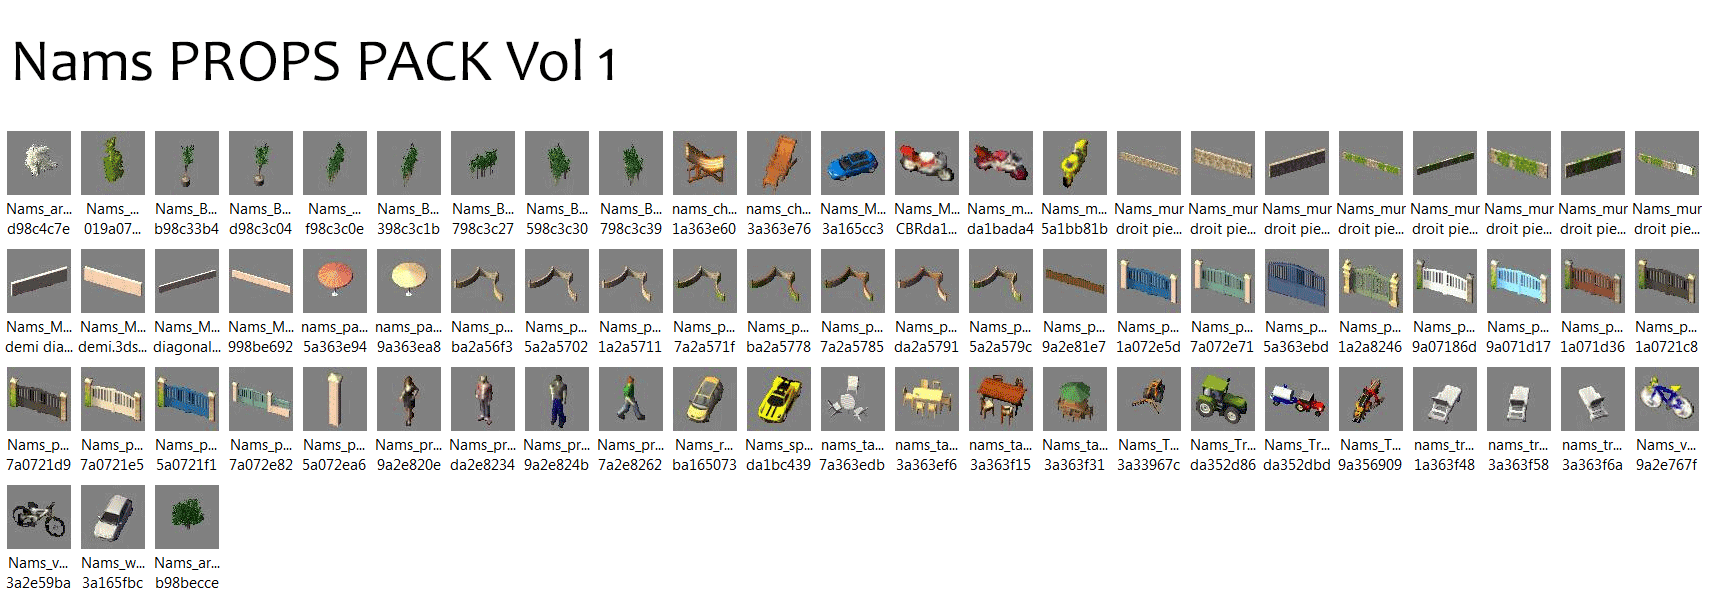 Nams PROPS PACK Vol 1
Nams_ar... Nams_... Nams_B... Nams_B... Nams_... Nams_B... Nams_B... Nams_B... Nams_B... nams_ch... nams_ch... Nams_M... Nams_M... Nams_m... Nams_m... Nams_mur Nams_mur Nams_mur Nams_mur Nams_mur Nams_mur Nams_mur Nams_mur
d98c4c7e 019a07... b98c33b4 d98c3c04 f98c3c0e 398c3c1b 798c3c27 598c3c30 798c3c39 1a363e60 3a363e76 3a165cc3 CBRda1... da1bada4 5a1bb81b droit pie... droit pie... droit pie... droit pie... droit pie... droit pie... droit pie... droit pie...
Nams_M... Nams_M... Nams_M... Nams_M... nams_pa... nams_pa... Nams_p... Nams_p... Nams_p... Nams_p... Nams_p... Nams_p... Nams_p... Nams_p... Nams_p... Nams_p... Nams_p... Nams_p... Nams_p... Nams_p... Nams_p... Nams_p... Nams_p...
demi dia... demi.3ds... diagonal... 998be692 5a363e94 9a363ea8 ba2a56f3 5a2a5702 1a2a5711 7a2a571f ba2a5778 7a2a5785 da2a5791 5a2a579c 9a2e81e7 1a072e5d 7a072e71 5a363ebd 1a2a8246 9a07186d 9a071d17 1a071d36 1a0721c8
Nams_p... Nams_p... Nams_p... Nams_p... Nams_p... Nams_pr... Nams_pr... Nams_pr... Nams_pr... Nams_r... Nams_sp... nams_ta... nams_ta... nams_ta... Nams_ta... Nams_T... Nams_Tr... Nams_Tr... Nams_T... nams_tr... nams_tr... nams_tr... Nams_v...
7a0721d9 7a0721e5 5a0721f1 7a072e82 5a072ea6 9a2e820e da2e8234 9a2e824b 7a2e8262 ba165073 da1bc439 7a363edb 3a363ef6 3a363f15 3a363f31 3a33967c da352d86 da352dbd 9a356909 1a363f48 3a363f58 3a363f6a 9a2e767f
Nams_v... Nams_w... Nams_ar...
3a2e59ba 3a165fbc b98becce